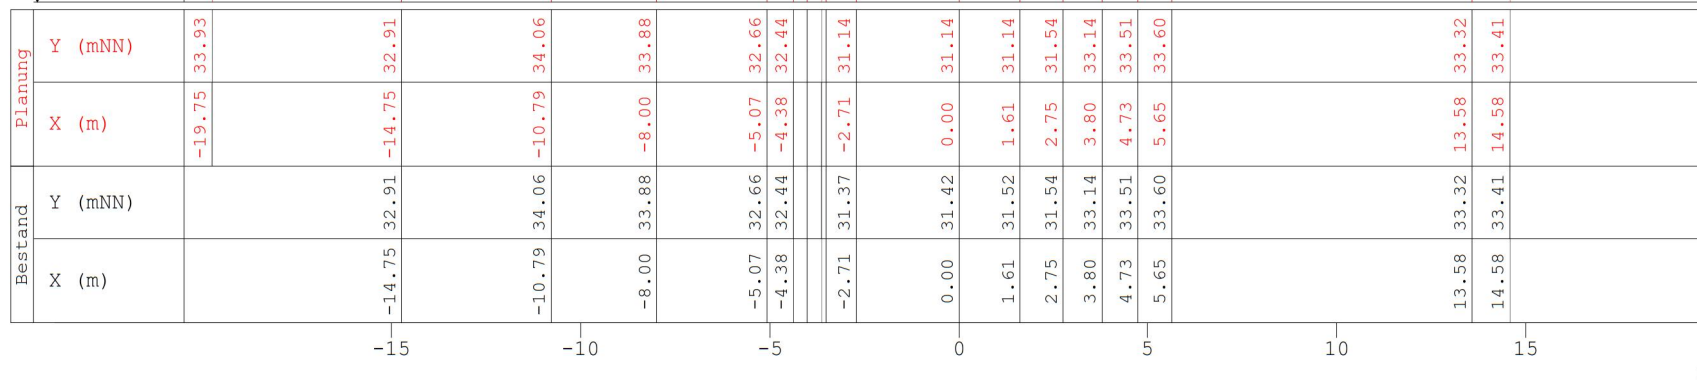 Planung
Y (mNN) 33.93 32.91 34.06 33.88 32.66 32.44 31.14 31.14 31.14 31.54 33.14 33.51 33.60 33.32 33.41
X (m) -19.75 -14.75 -10.79 -8.00 -5.07 -4.38 -2.71 0.00 1.61 2.75 3.80 4.73 5.65 13.58 14.58
Bestand
Y (mNN) 32.91 34.06 33.88 32.66 32.44 31.37 31.42 31.52 31.54 33.14 33.51 33.60 33.32 33.41
X (m) -14.75 -10.79 -8.00 -5.07 -4.38 -2.71 0.00 1.61 2.75 3.80 4.73 5.65 13.58 14.58
-15 -10 -5 0 5 10 15